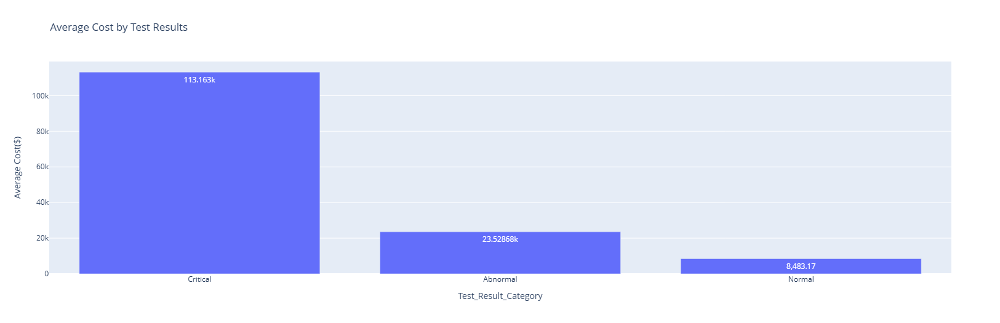 Average Cost by Test Results
113.163k
100k
80k
Average Cost($)
60k
40k
23.52868k
20k
8,483.17
0
Critical Abnormal Normal
Test_Result_Category